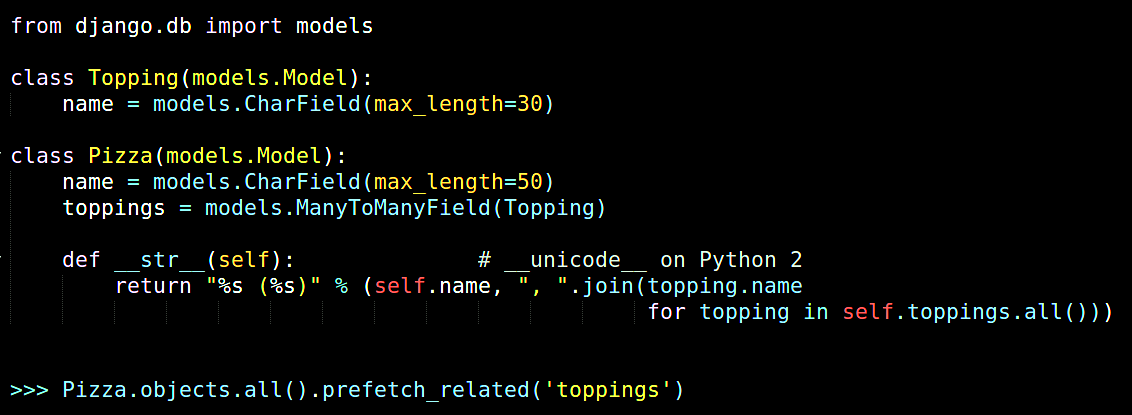 from django.db import models

class Topping(models.Model):
    name = models.CharField(max_length=30)

class Pizza(models.Model):
    name = models.CharField(max_length=50)
    toppings = models.ManyToManyField(Topping)

    def __str__(self):              # __unicode__ on Python 2
        return "%s (%s)" % (self.name, ", ".join(topping.name
                                                 for topping in self.toppings.all()))

>>> Pizza.objects.all().prefetch_related('toppings')